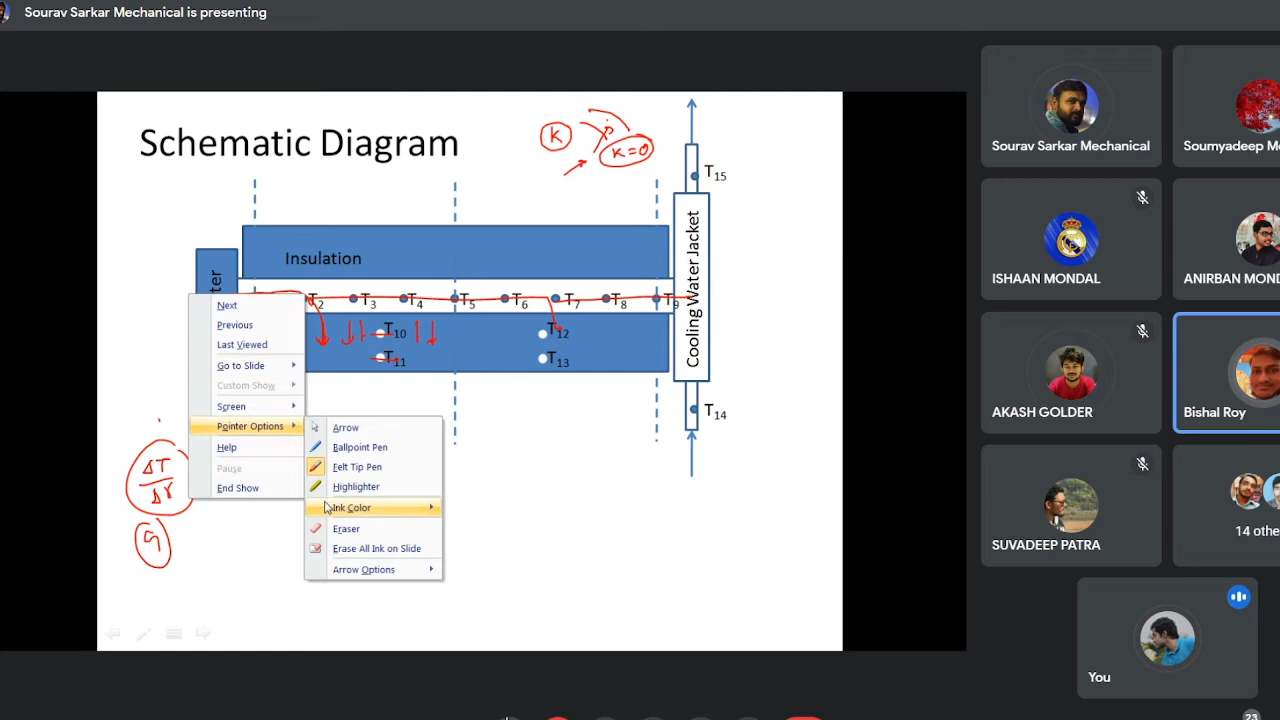 Sourav Sarkar Mechanical is presenting
Schematic Diagram
K
K=0
T15
Insulation
Cooling Water Jacket
T2 T3 T4 T5 T6 T7 T8 T9
T10 T12
T11 T13
T14
ΔT
Δr
q
Next
Previous
Last Viewed
Go to Slide
Custom Show
Screen
Pointer Options
Help
Pause
End Show
Arrow
Ballpoint Pen
Felt Tip Pen
Highlighter
Ink Color
Eraser
Erase All Ink on Slide
Arrow Options
Sourav Sarkar Mechanical
Soumyadeep M
ISHAAN MONDAL
ANIRBAN MON
AKASH GOLDER
Bishal Roy
SUVADEEP PATRA
14 othe
You
23